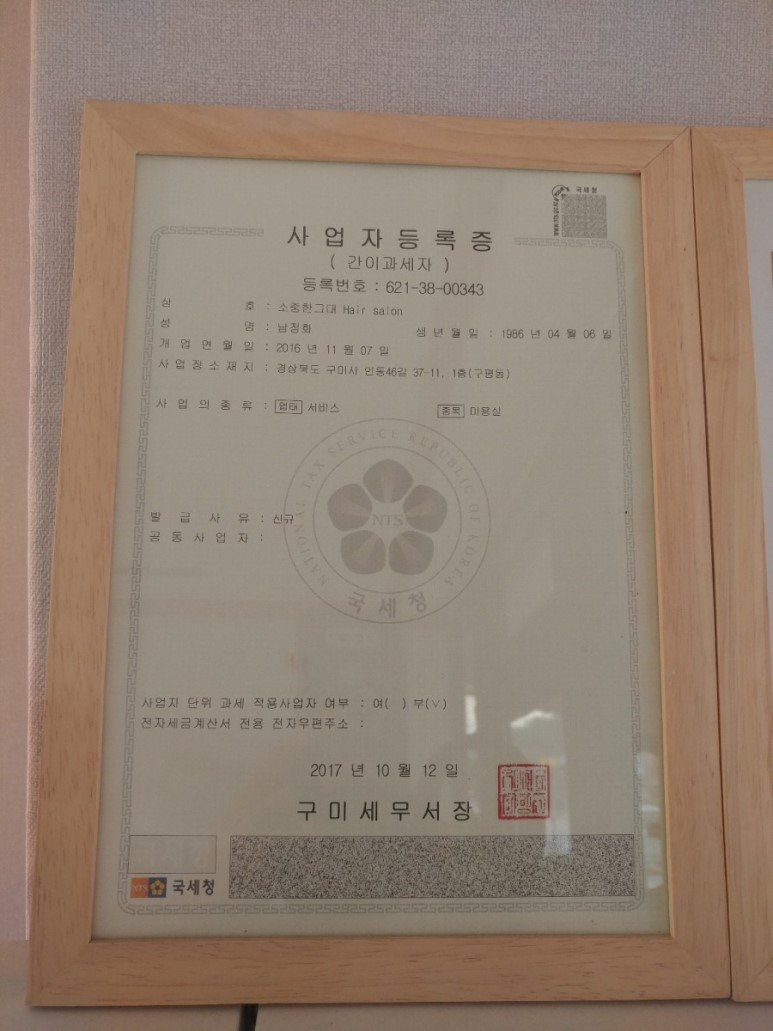 국세청
사업자등록증
( 간이과세자 )
등록번호 : 621-38-00343
상 호 : 소중한그대 Hair salon
성 명 : 남정화 생년월일 : 1986 년 04 월 06 일
개업연월일 : 2016 년 11 월 07 일
사업장소재지 : 경상북도 구미시 인동46길 37-11, 1층(구평동)
사업의종류 : 업태 서비스 종목 미용실
NATIONAL TAX SERVICE REPUBLIC OF KOREA
NTS
국세청
발급사유 : 신규
공동사업자 :
사업자 단위 과세 적용사업자 여부 : 여( ) 부(∨)
전자세금계산서 전용 전자우편주소 :
2017 년 10 월 12 일
구미세무서장
NTS 국세청